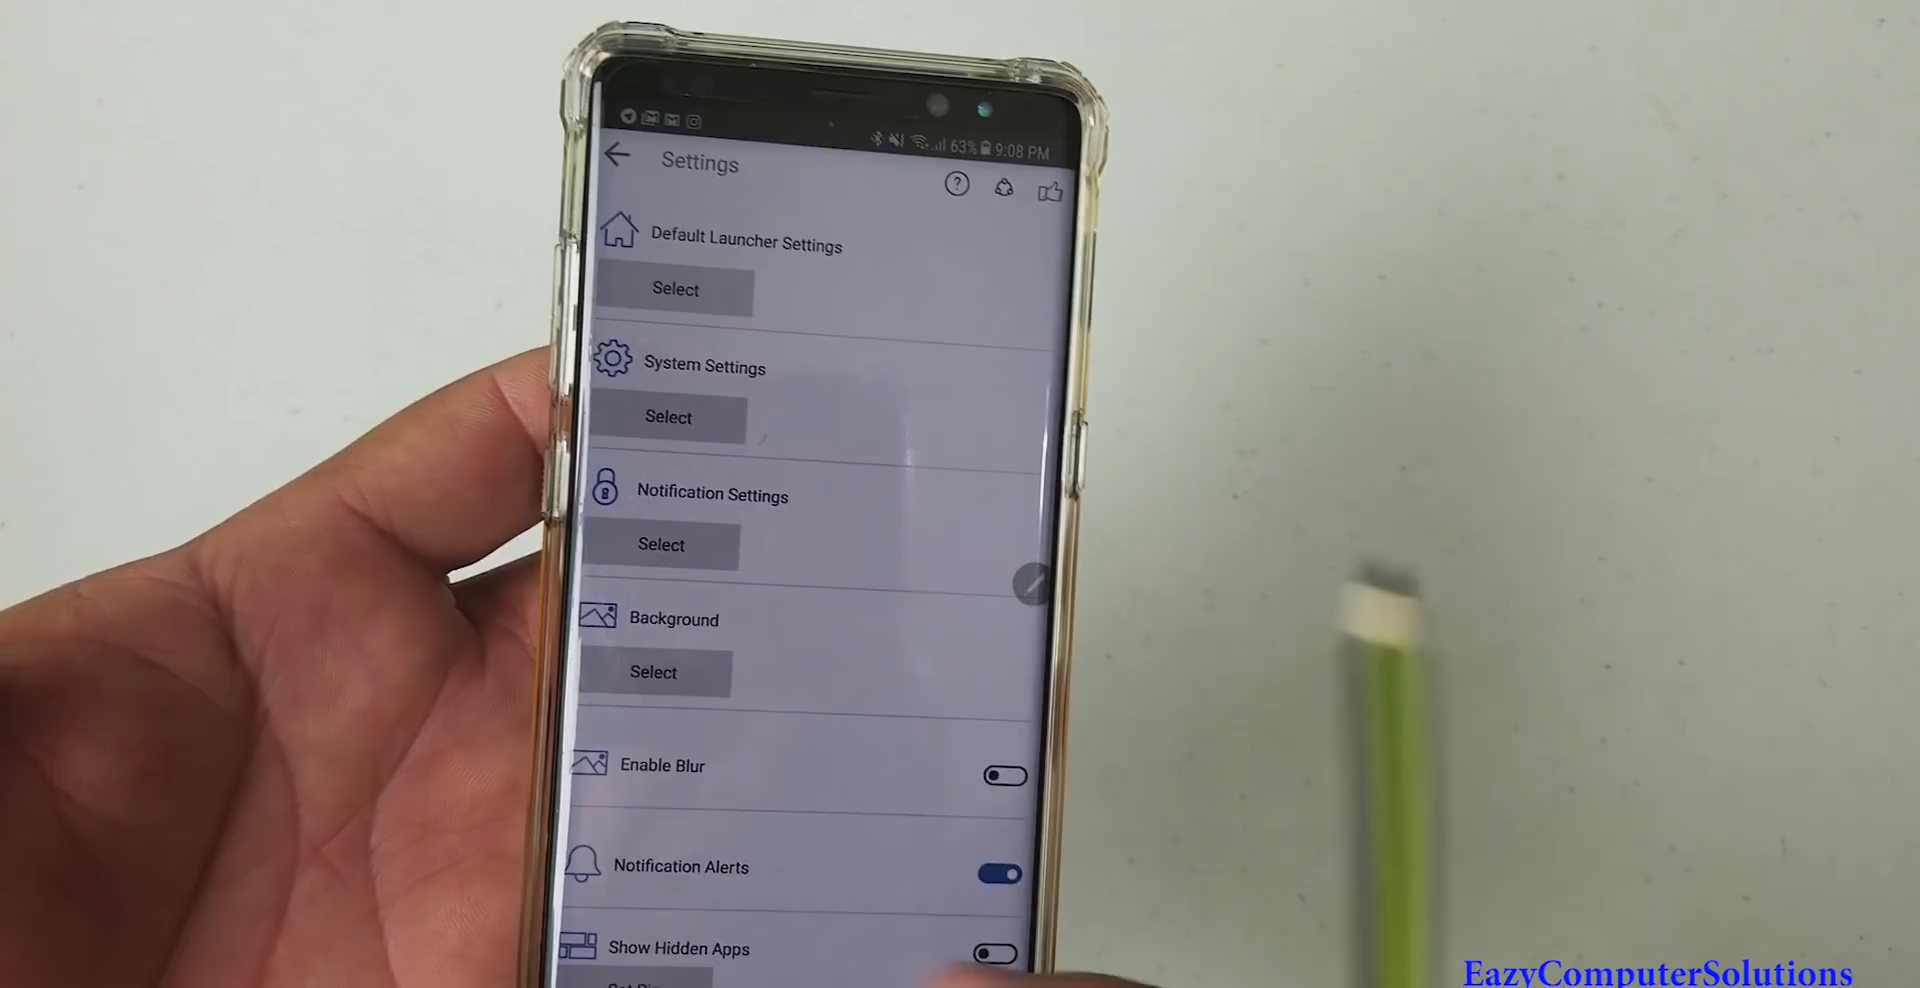 63% 9:08 PM
Settings
?
Default Launcher Settings
Select
System Settings
Select
Notification Settings
Select
Background
Select
Enable Blur
Notification Alerts
Show Hidden Apps
EazyComputerSolutions